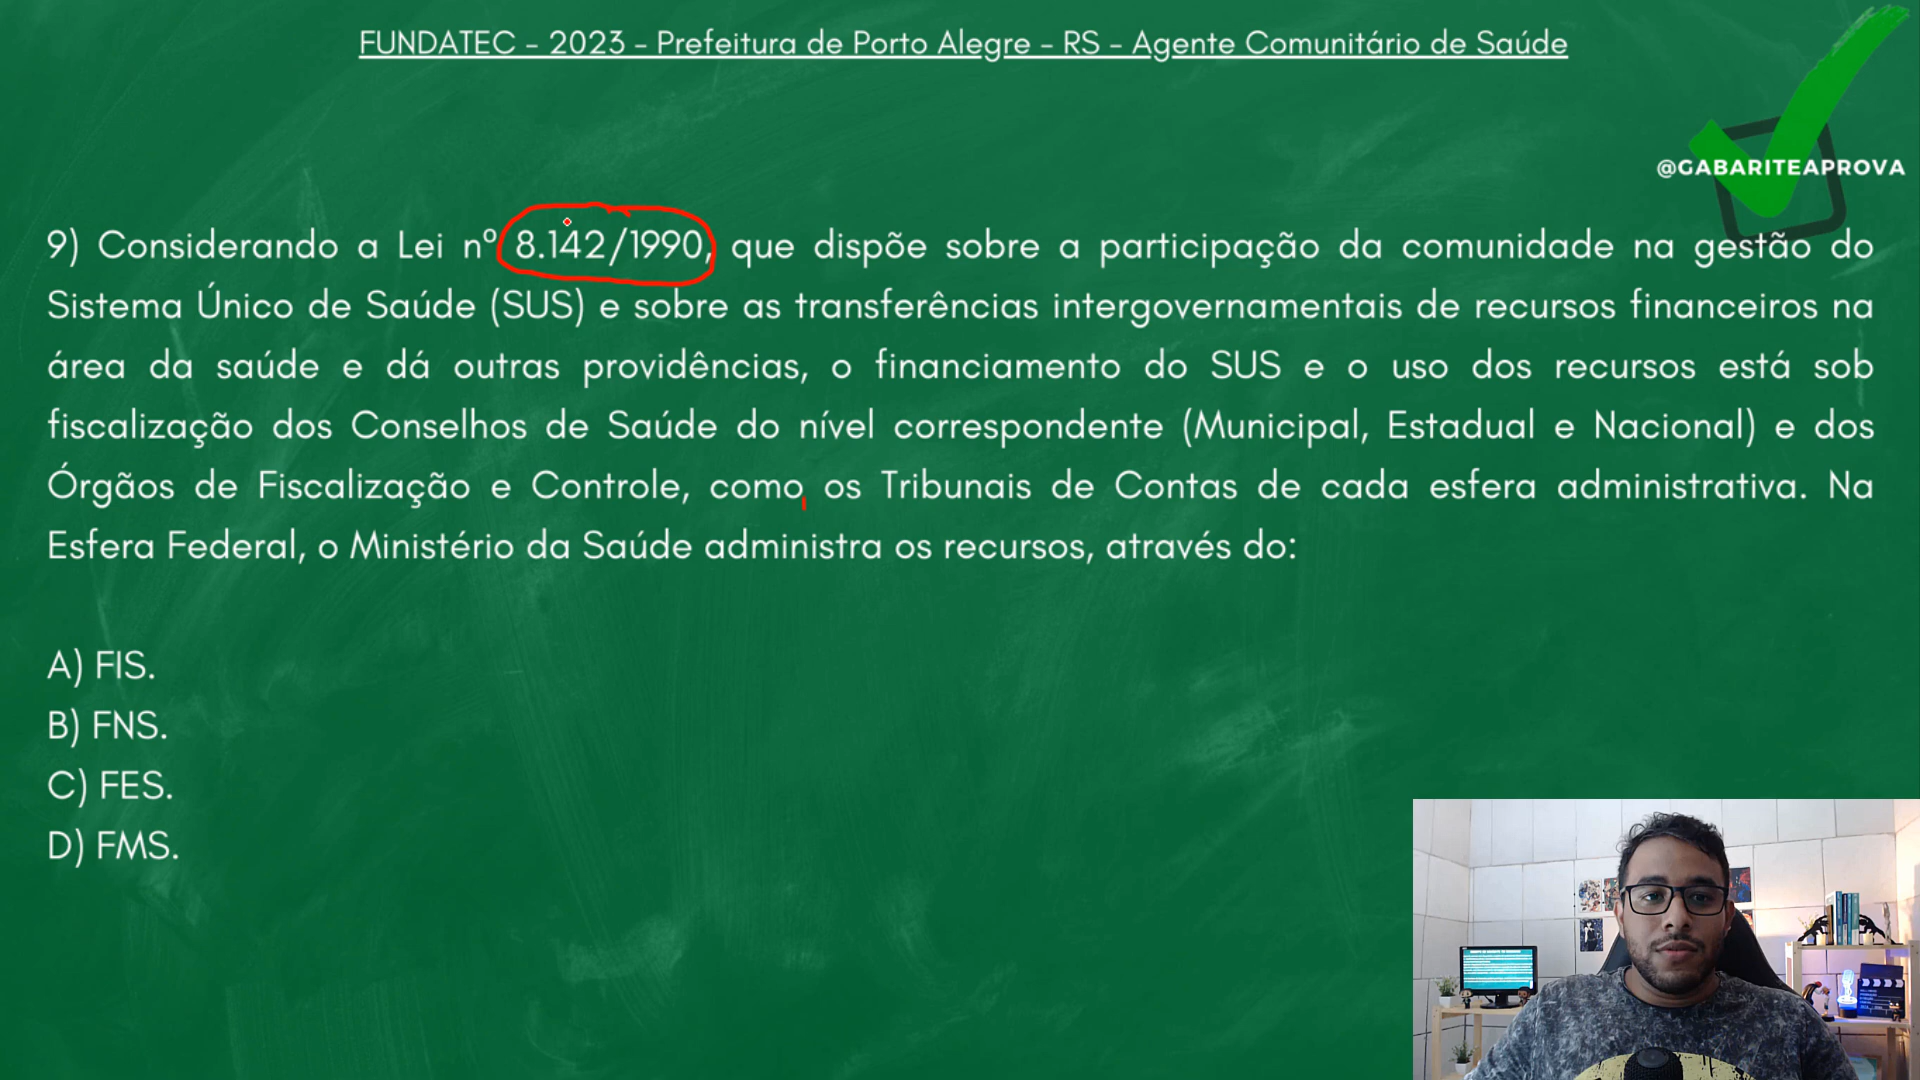 FUNDATEC - 2023 - Prefeitura de Porto Alegre - RS - Agente Comunitário de Saúde
@GABARITEAPROVA
9) Considerando a Lei nº 8.142/1990, que dispõe sobre a participação da comunidade na gestão do
Sistema Único de Saúde (SUS) e sobre as transferências intergovernamentais de recursos financeiros na
área da saúde e dá outras providências, o financiamento do SUS e o uso dos recursos está sob
fiscalização dos Conselhos de Saúde do nível correspondente (Municipal, Estadual e Nacional) e dos
Órgãos de Fiscalização e Controle, como os Tribunais de Contas de cada esfera administrativa. Na
Esfera Federal, o Ministério da Saúde administra os recursos, através do:
A) FIS.
B) FNS.
C) FES.
D) FMS.